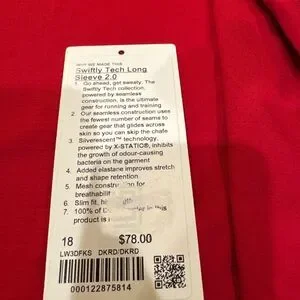 WHY WE MADE THIS
Swiftly Tech Long
Sleeve 2.0
1. Go ahead, get sweaty. The
Swiftly Tech collection,
powered by seamless
construction, is the ultimate
gear for running and training
2. Our seamless construction uses
the fewest number of seams to
create gear that glides across
skin so you can skip the chafe
3. Silverescent™ technology,
powered by X-STATIC®, inhibits
the growth of odour-causing
bacteria on the garment
4. Added elastane improves stretch
and shape retention
5. Mesh construction for
breathability
6. Slim fit,
7. 100% of in this
product is
18 $78.00
LW3DFKS DKRD/DKRD
000122875814